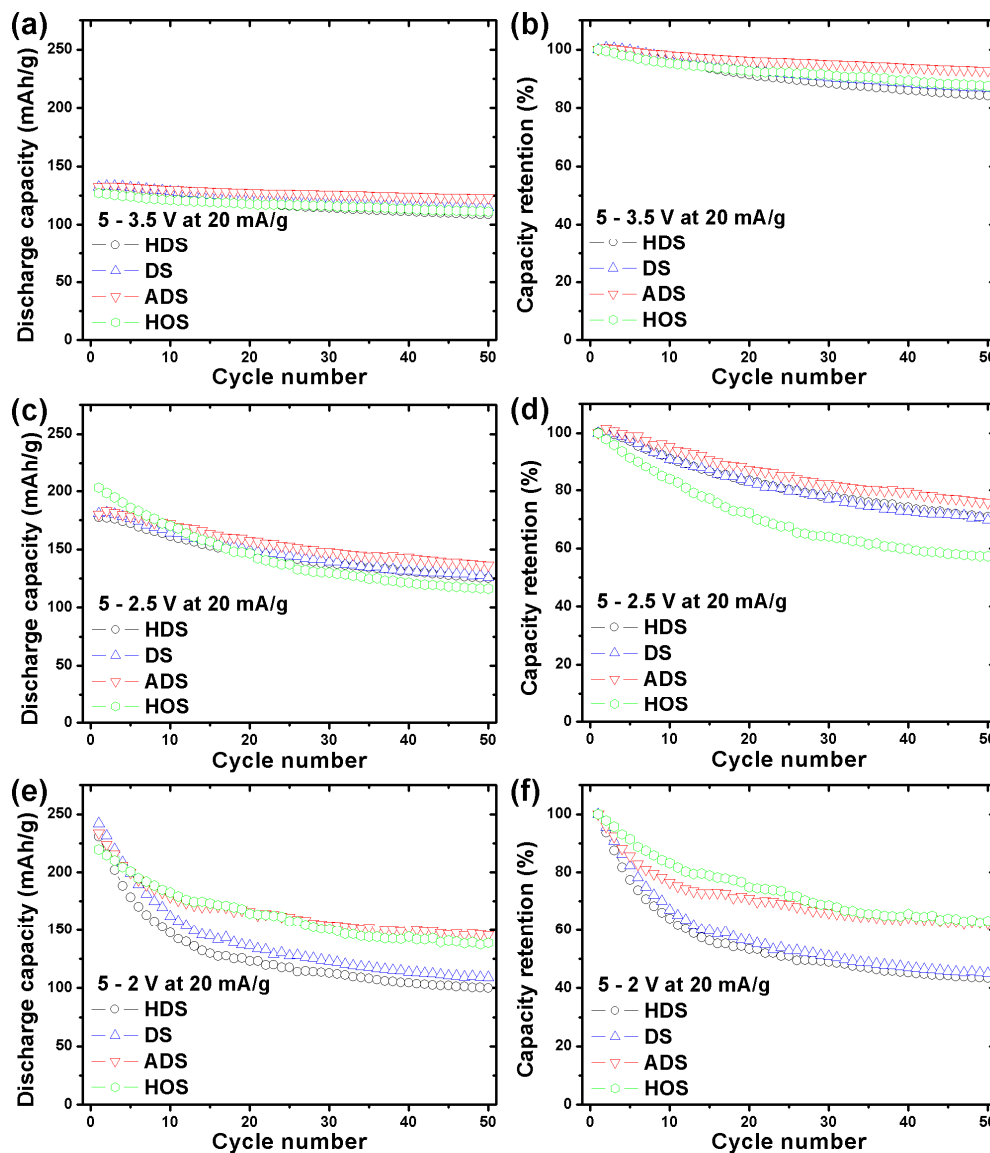 (a)
Discharge capacity (mAh/g)
250
200
150
100
50
0
5 - 3.5 V at 20 mA/g
HDS
DS
ADS
HOS
0 10 20 30 40 50
Cycle number
(b)
Capacity retention (%)
100
80
60
40
20
0
5 - 3.5 V at 20 mA/g
HDS
DS
ADS
HOS
0 10 20 30 40 50
Cycle number
(c)
Discharge capacity (mAh/g)
250
200
150
100
50
0
5 - 2.5 V at 20 mA/g
HDS
DS
ADS
HOS
0 10 20 30 40 50
Cycle number
(d)
Capacity retention (%)
100
80
60
40
20
0
5 - 2.5 V at 20 mA/g
HDS
DS
ADS
HOS
0 10 20 30 40 50
Cycle number
(e)
Discharge capacity (mAh/g)
250
200
150
100
50
0
5 - 2 V at 20 mA/g
HDS
DS
ADS
HOS
0 10 20 30 40 50
Cycle number
(f)
Capacity retention (%)
100
80
60
40
20
0
5 - 2 V at 20 mA/g
HDS
DS
ADS
HOS
0 10 20 30 40 50
Cycle number